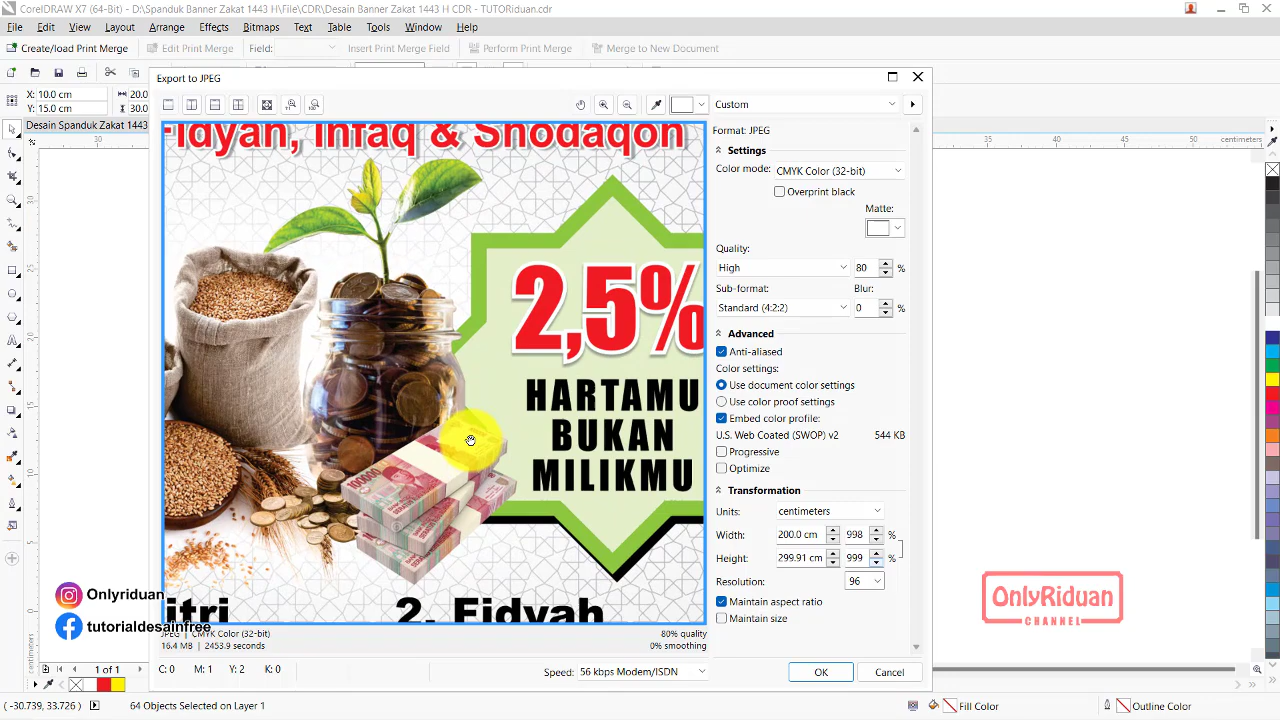 CorelDRAW X7 (64-Bit) - D:\Spanduk Banner Zakat 1443 H\File\CDR\Desain Banner Zakat 1443 H CDR - TUTORiduan.cdr
File Edit View Layout Arrange Effects Bitmaps Text Table Tools Window Help
Create/load Print Merge Edit Print Merge Field: Insert Print Merge Field Perform Print Merge Merge to New Document
Export to JPEG
X: 10.0 cm 20.0
Y: 15.0 cm 30.0
Custom
Desain Spanduk Zakat 1443
Format: JPEG
30 35 40 45 50 centimeters
Fidyah, Infaq & Shodaqoh
Settings
Color mode: CMYK Color (32-bit)
Overprint black
Matte:
Quality:
High 80 %
Sub-format: Blur:
Standard (4:2:2) 0 %
2,5%
HARTAMU
BUKAN
MILIKMU
100000
Advanced
Anti-aliased
Color settings:
Use document color settings
Use color proof settings
Embed color profile:
U.S. Web Coated (SWOP) v2 544 KB
Progressive
Optimize
Transformation
Units: centimeters
Width: 200.0 cm 998 %
Height: 299.91 cm 999 %
Resolution: 96
Maintain aspect ratio
Maintain size
itri 2. Fidyah
Onlyriduan
tutorialdesainfree
OnlyRiduan
CHANNEL
JPEG | CMYK Color (32-bit) 80% quality
16.4 MB | 2453.9 seconds 0% smoothing
1 of 1 C: 0 M: 1 Y: 2 K: 0 Speed: 56 kbps Modem/ISDN OK Cancel
(-30.739, 33.726) 64 Objects Selected on Layer 1 Fill Color Outline Color